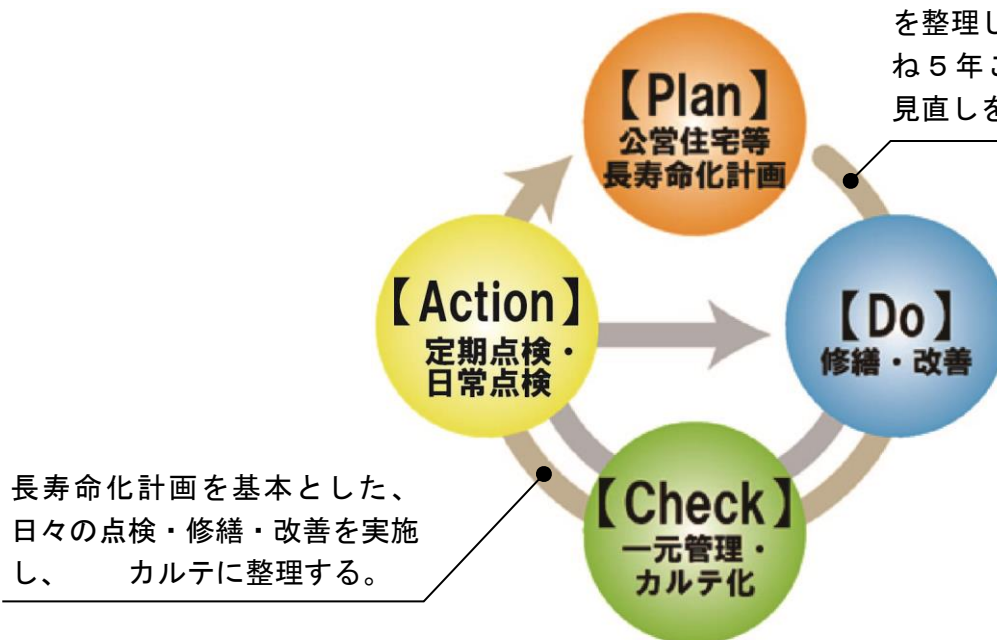 を整理し
ね５年ご
見直しを
【Plan】
公営住宅等
長寿命化計画
【Action】
定期点検・
日常点検
【Do】
修繕・改善
長寿命化計画を基本とした、
日々の点検・修繕・改善を実施
し、　　カルテに整理する。
【Check】
一元管理・
カルテ化